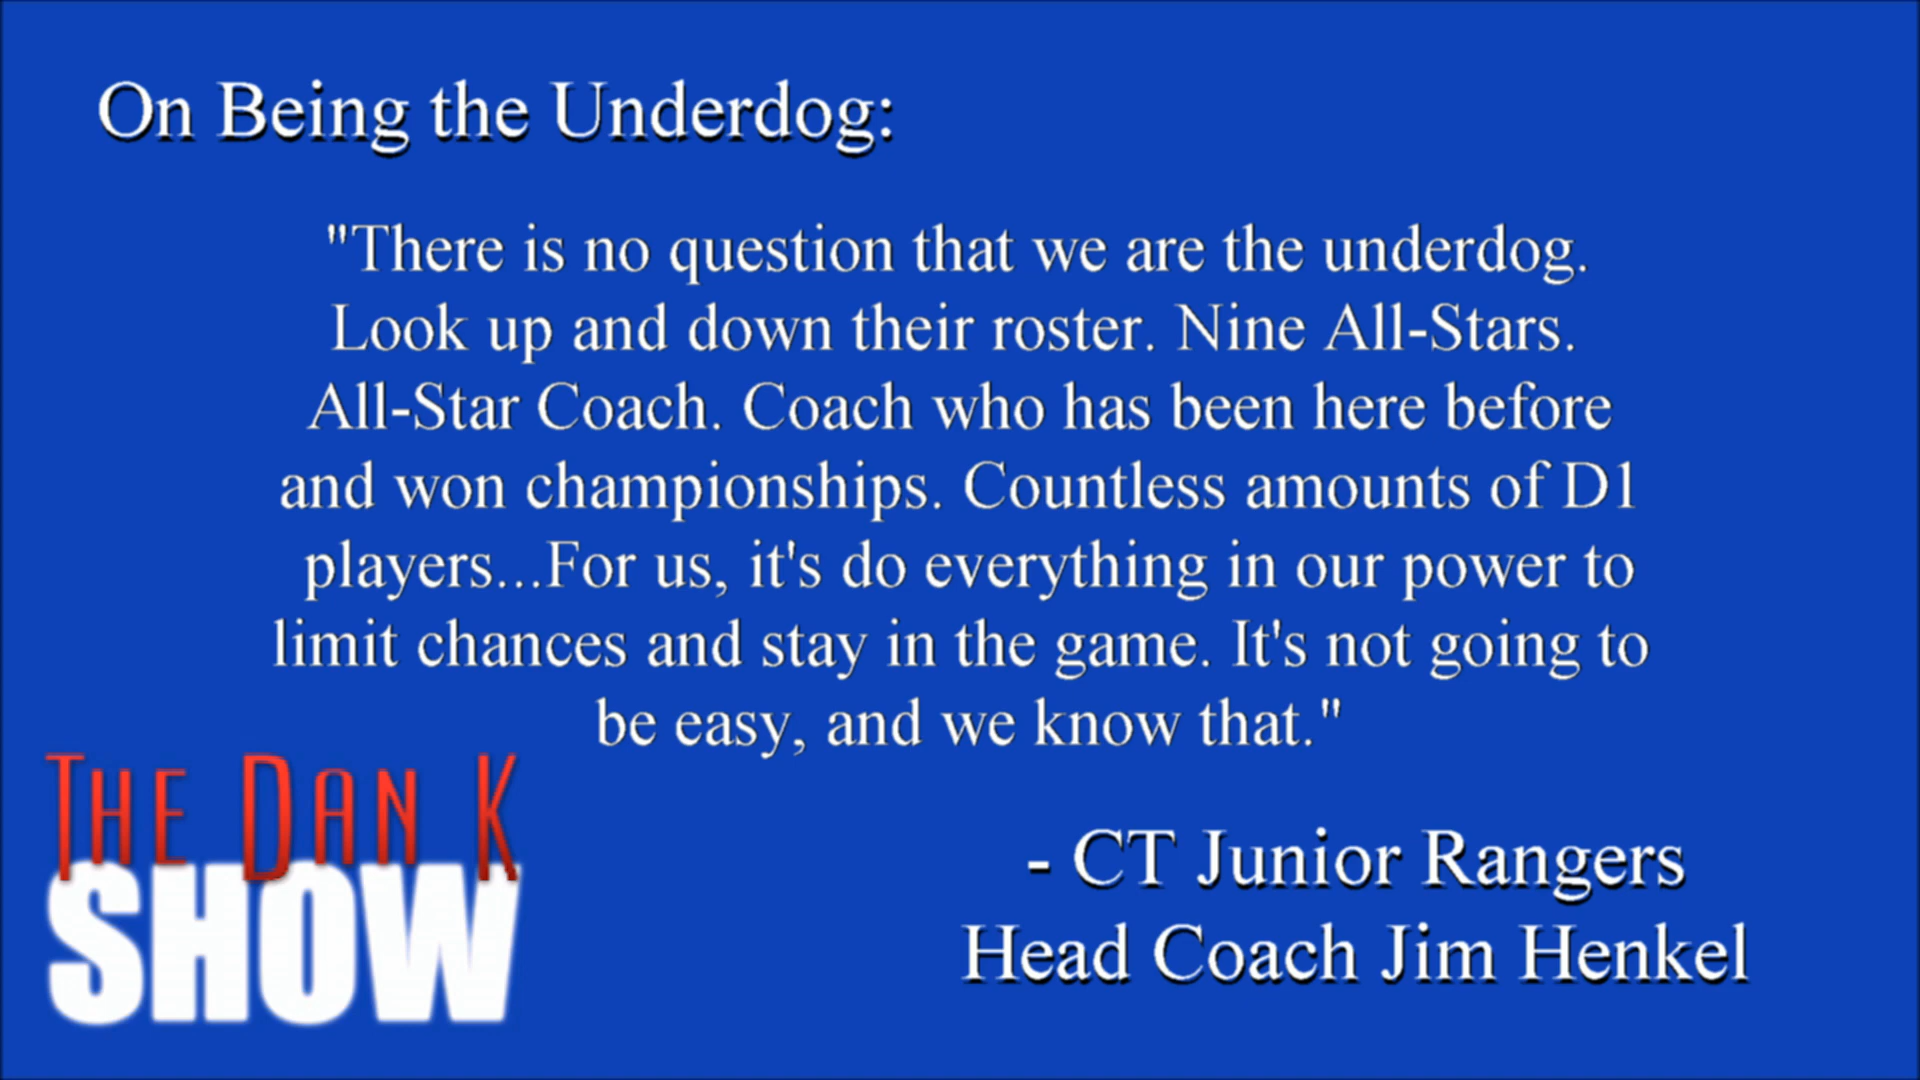 On Being the Underdog:
"There is no question that we are the underdog.
Look up and down their roster. Nine All-Stars.
All-Star Coach. Coach who has been here before
and won championships. Countless amounts of D1
players...For us, it's do everything in our power to
limit chances and stay in the game. It's not going to
be easy, and we know that."
THE DAN K
SHOW
- CT Junior Rangers
Head Coach Jim Henkel